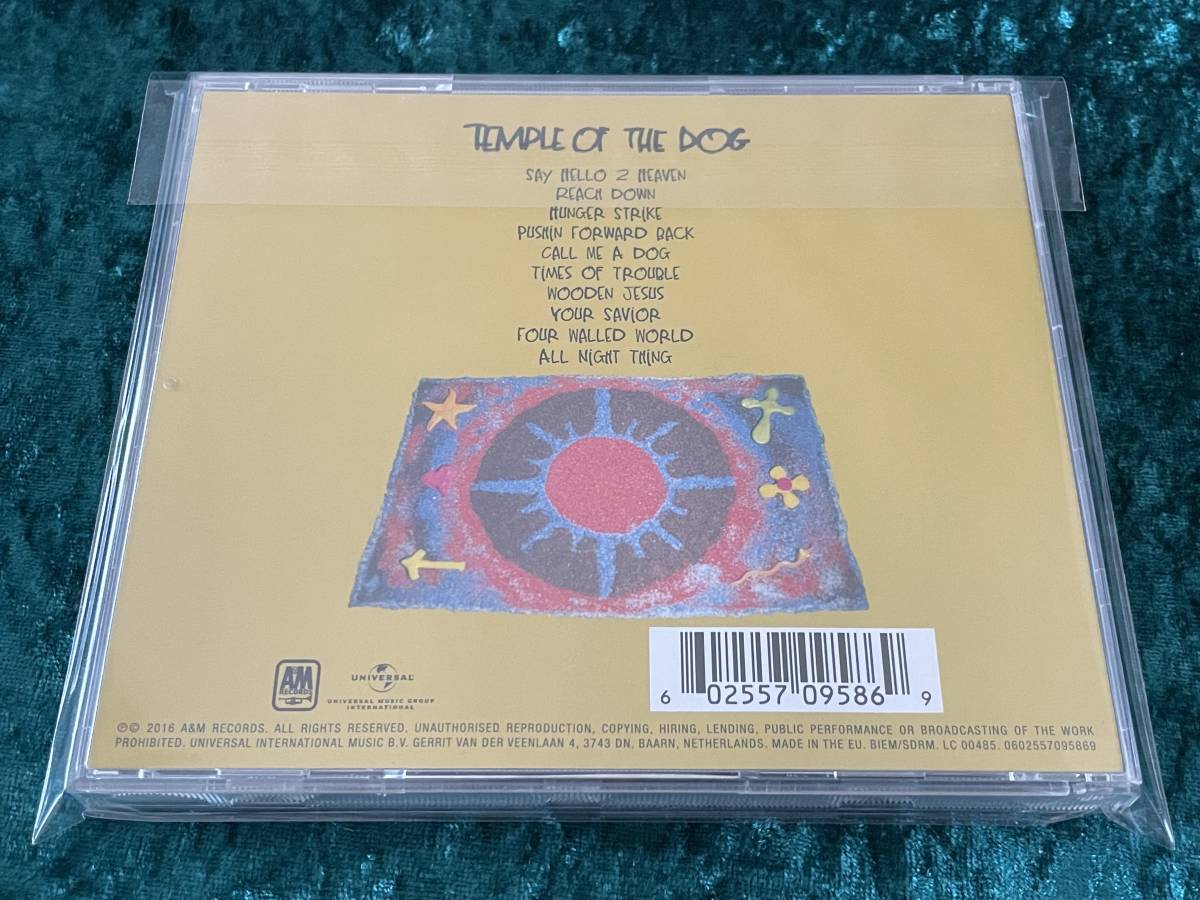 TEMPLE OF THE DOG
SAY HELLO 2 HEAVEN
REACH DOWN
HUNGER STRIKE
PUSHIN FORWARD BACK
CALL ME A DOG
TIMES OF TROUBLE
WOODEN JESUS
YOUR SAVIOR
FOUR WALLED WORLD
ALL NIGHT THING
A&M
RECORDS
UNIVERSAL
UNIVERSAL MUSIC GROUP
INTERNATIONAL
6 02557 09586 9
℗© 2016 A&M RECORDS. ALL RIGHTS RESERVED. UNAUTHORISED REPRODUCTION, COPYING, HIRING, LENDING, PUBLIC PERFORMANCE OR BROADCASTING OF THE WORK
PROHIBITED. UNIVERSAL INTERNATIONAL MUSIC B.V. GERRIT VAN DER VEENLAAN 4, 3743 DN, BAARN, NETHERLANDS. MADE IN THE EU. BIEM/SDRM. LC 00485. 0602557095869